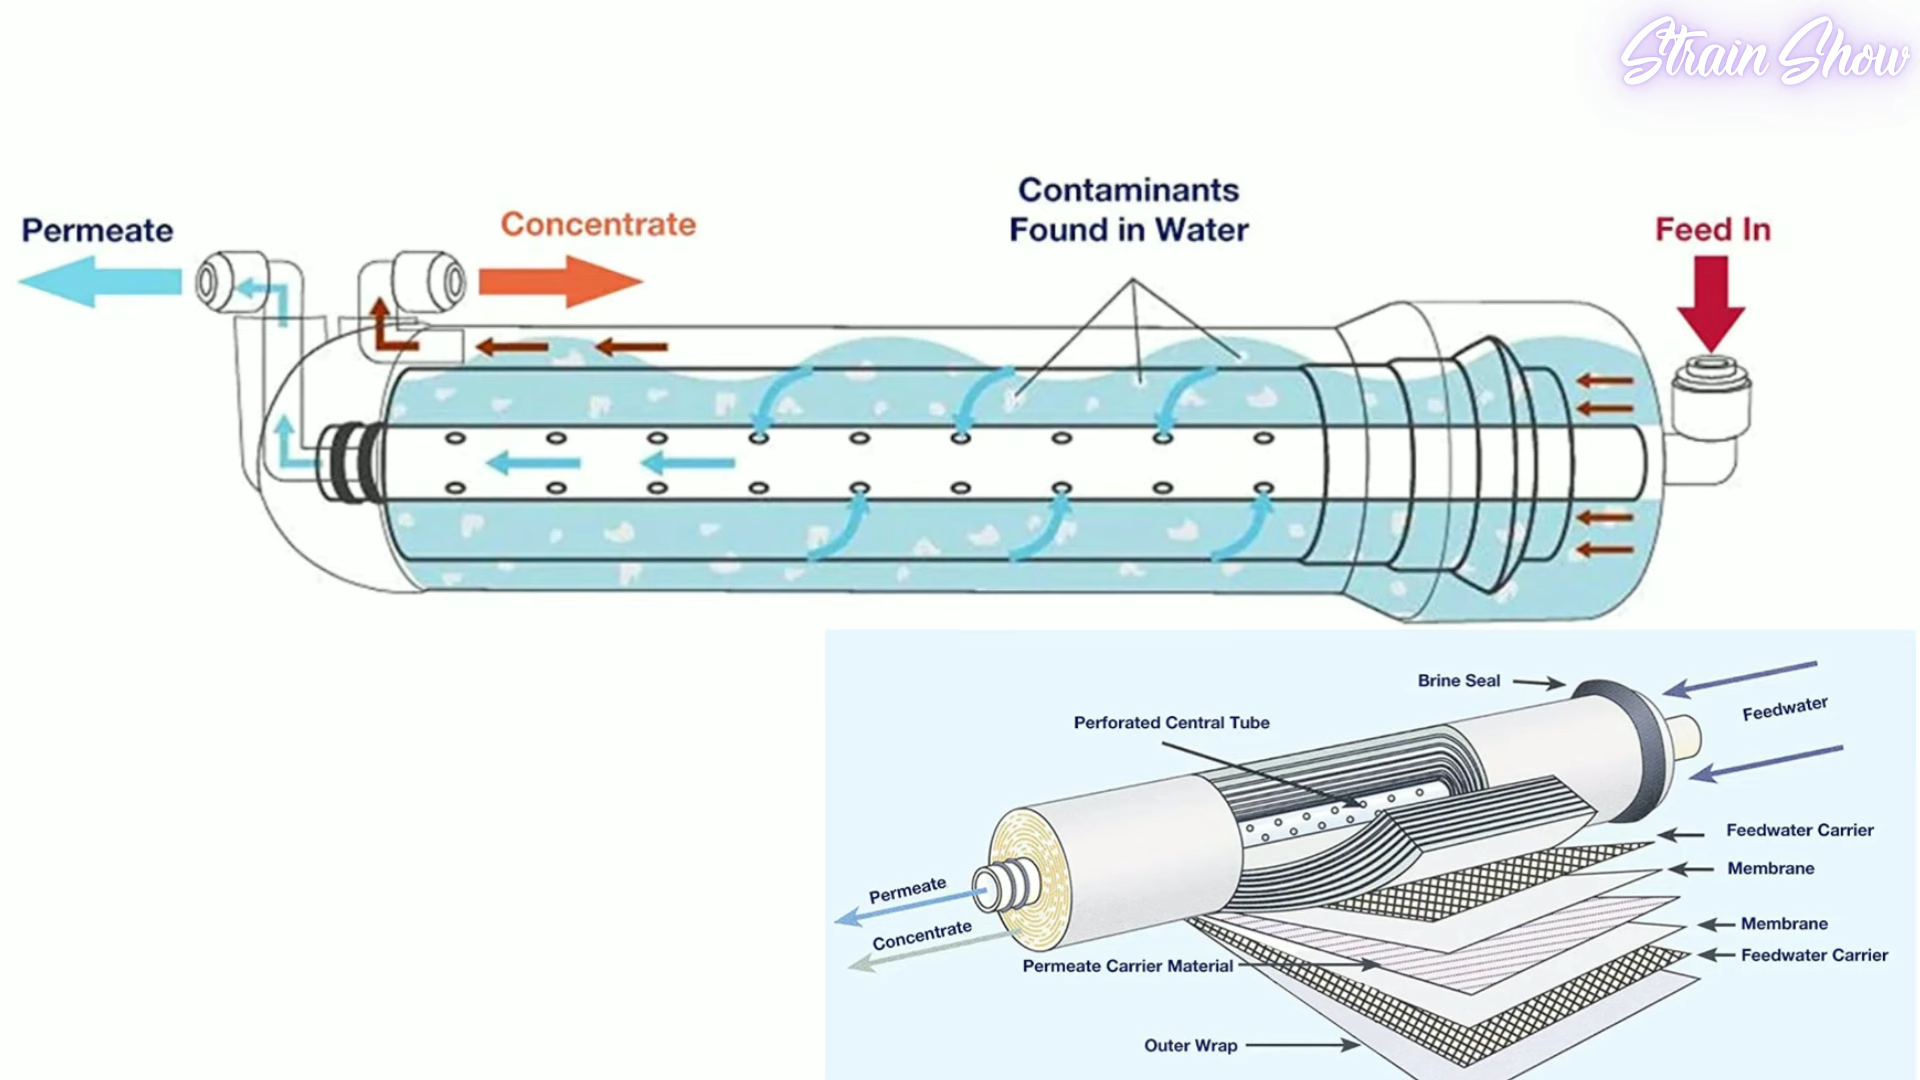 Strain Show
Permeate
Concentrate
Contaminants
Found in Water
Feed In
Brine Seal
Feedwater
Perforated Central Tube
Feedwater Carrier
Membrane
Permeate
Membrane
Concentrate
Feedwater Carrier
Permeate Carrier Material
Outer Wrap